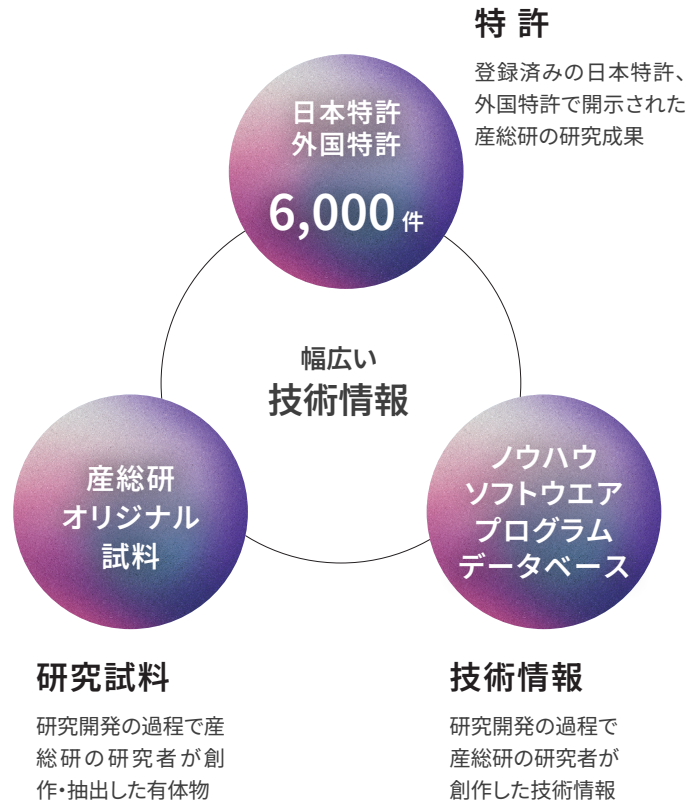 特許
登録済みの日本特許、
外国特許で開示された
産総研の研究成果
日本特許
外国特許
6,000件
幅広い
技術情報
産総研
オリジナル
試料
ノウハウ
ソフトウエア
プログラム
データベース
研究試料
研究開発の過程で産
総研の研究者が創
作・抽出した有体物
技術情報
研究開発の過程で
産総研の研究者が
創作した技術情報